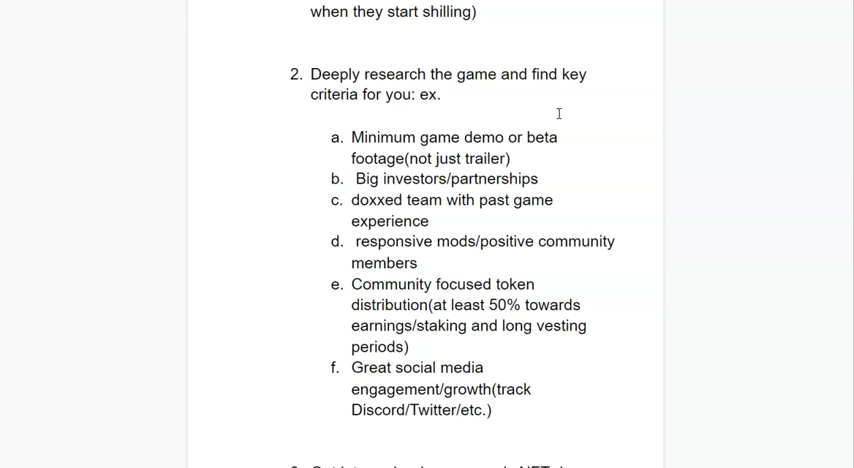 when they start shilling)
2. Deeply research the game and find key
criteria for you: ex.
a. Minimum game demo or beta
footage(not just trailer)
b. Big investors/partnerships
c. doxxed team with past game
experience
d. responsive mods/positive community
members
e. Community focused token
distribution(at least 50% towards
earnings/staking and long vesting
periods)
f. Great social media
engagement/growth(track
Discord/Twitter/etc.)